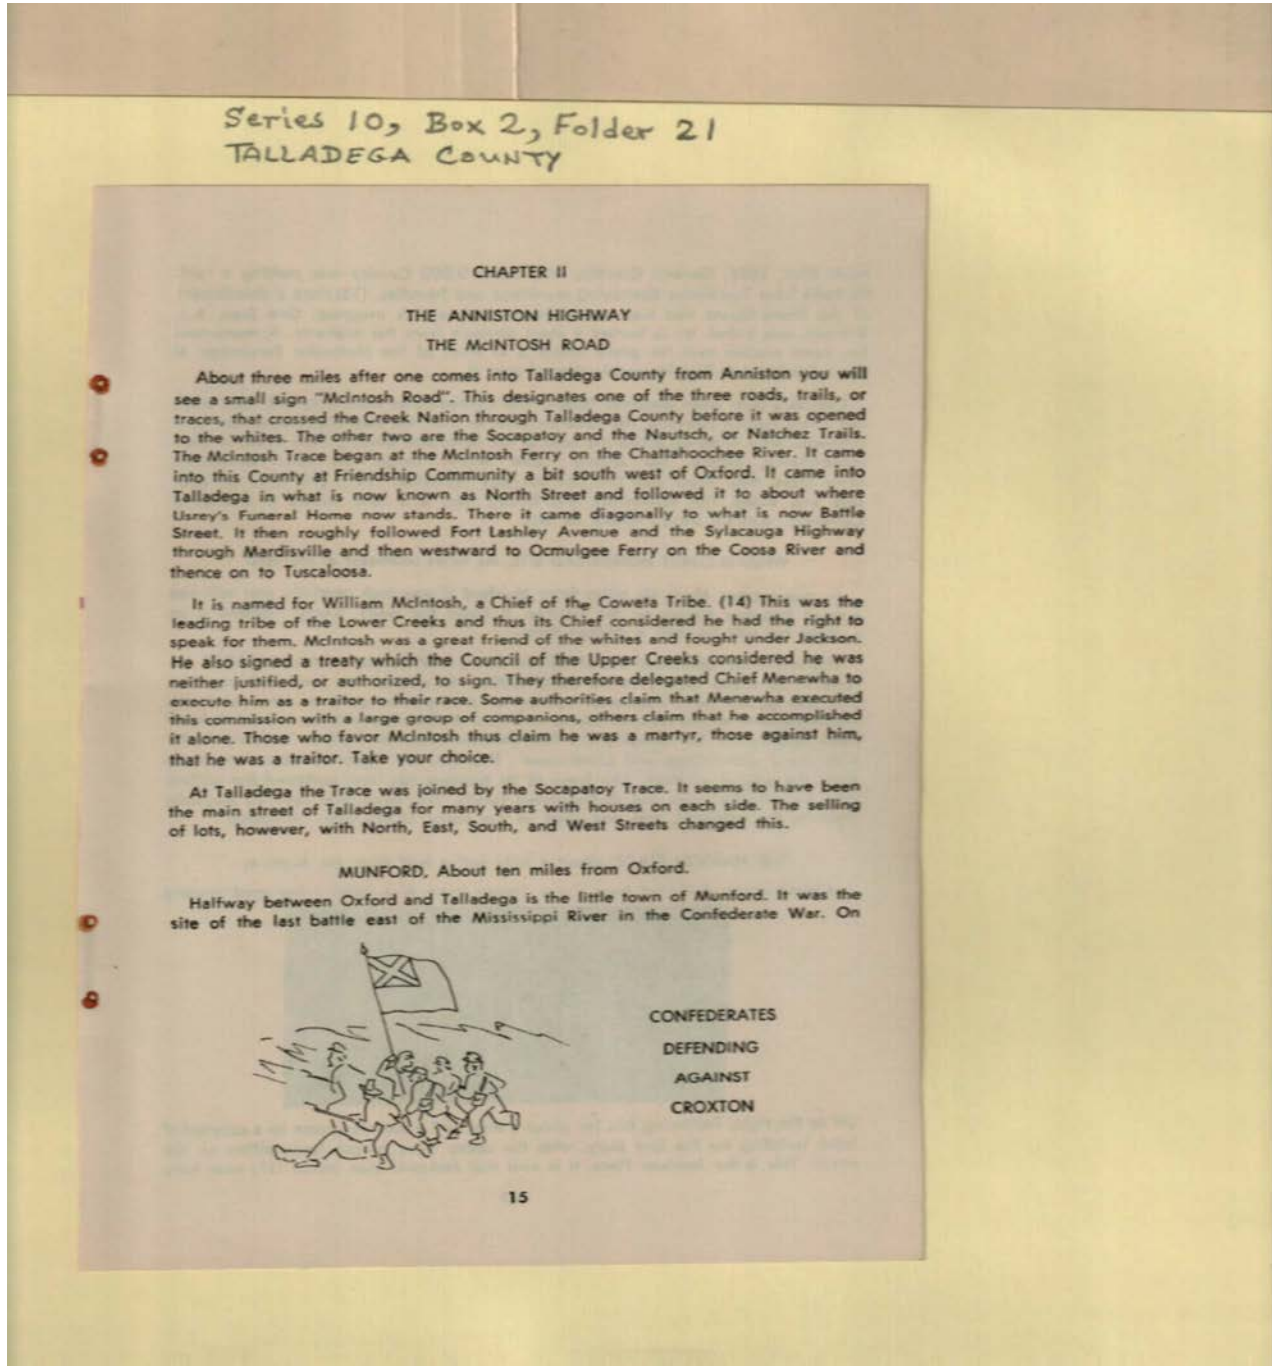 Series 10, Box 2, Folder 21
TALLADEGA COUNTY
CHAPTER II
THE ANNISTON HIGHWAY
THE McINTOSH ROAD
About three miles after one comes into Talladega County from Anniston you will
see a small sign "McIntosh Road". This designates one of the three roads, trails, or
traces, that crossed the Creek Nation through Talladega County before it was opened
to the whites. The other two are the Socapatoy and the Nautsch, or Natchez Trails.
The McIntosh Trace began at the McIntosh Ferry on the Chattahoochee River. It came
into this County at Friendship Community a bit south west of Oxford. It came into
Talladega in what is now known as North Street and followed it to about where
Usrey's Funeral Home now stands. There it came diagonally to what is now Battle
Street. It then roughly followed Fort Lashley Avenue and the Sylacauga Highway
through Mardisville and then westward to Ocmulgee Ferry on the Coosa River and
thence on to Tuscaloosa.
It is named for William McIntosh, a Chief of the Coweta Tribe. (14) This was the
leading tribe of the Lower Creeks and thus its Chief considered he had the right to
speak for them. McIntosh was a great friend of the whites and fought under Jackson.
He also signed a treaty which the Council of the Upper Creeks considered he was
neither justified, or authorized, to sign. They therefore delegated Chief Menewha to
execute him as a traitor to their race. Some authorities claim that Menewha executed
this commission with a large group of companions, others claim that he accomplished
it alone. Those who favor McIntosh thus claim he was a martyr, those against him,
that he was a traitor. Take your choice.
At Talladega the Trace was joined by the Socapatoy Trace. It seems to have been
the main street of Talladega for many years with houses on each side. The selling
of lots, however, with North, East, South, and West Streets changed this.
MUNFORD. About ten miles from Oxford.
Halfway between Oxford and Talladega is the little town of Munford. It was the
site of the last battle east of the Mississippi River in the Confederate War. On
CONFEDERATES
DEFENDING
AGAINST
CROXTON
15